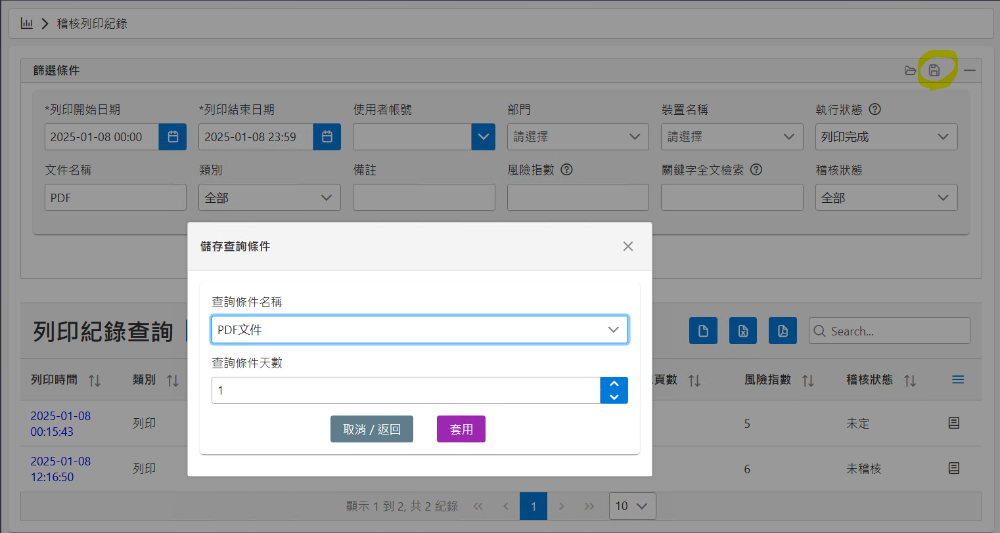 稽核列印紀錄
篩選條件
*列印開始日期
*列印結束日期
使用者帳號
部門
裝置名稱
執行狀態
2025-01-08 00:00
2025-01-08 23:59
請選擇
請選擇
列印完成
文件名稱
類別
備註
風險指數
關鍵字全文檢索
稽核狀態
PDF
全部
全部
儲存查詢條件
查詢條件名稱
PDF文件
查詢條件天數
1
取消 / 返回
套用
列印紀錄查詢
Search...
列印時間
類別
頁數
風險指數
稽核狀態
2025-01-08
00:15:43
列印
5
未定
2025-01-08
12:16:50
列印
6
未稽核
顯示 1 到 2, 共 2 紀錄
1
10